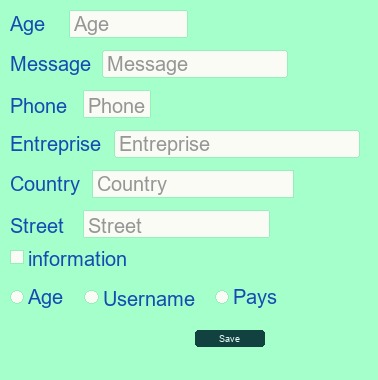 Age Age
Message Message
Phone Phone
Entreprise Entreprise
Country Country
Street Street
information
Age Username Pays
Save